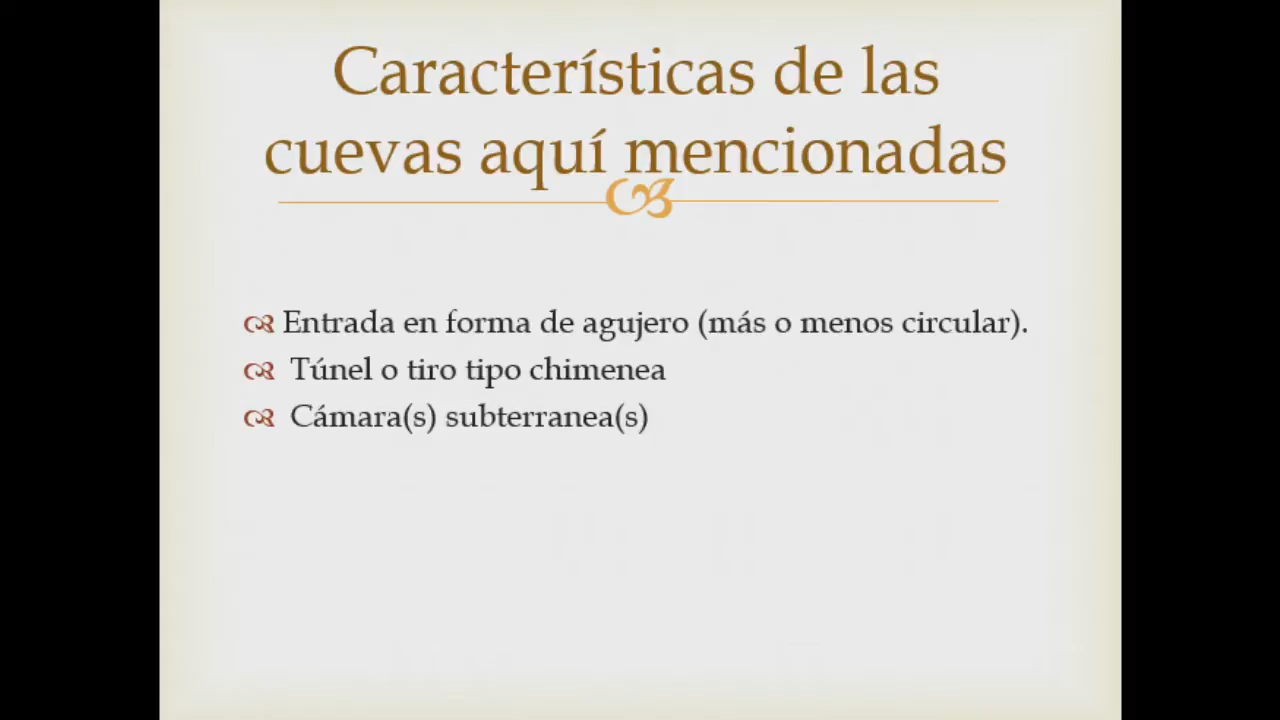 Características de las
cuevas aquí mencionadas
Entrada en forma de agujero (más o menos circular).
Túnel o tiro tipo chimenea
Cámara(s) subterranea(s)